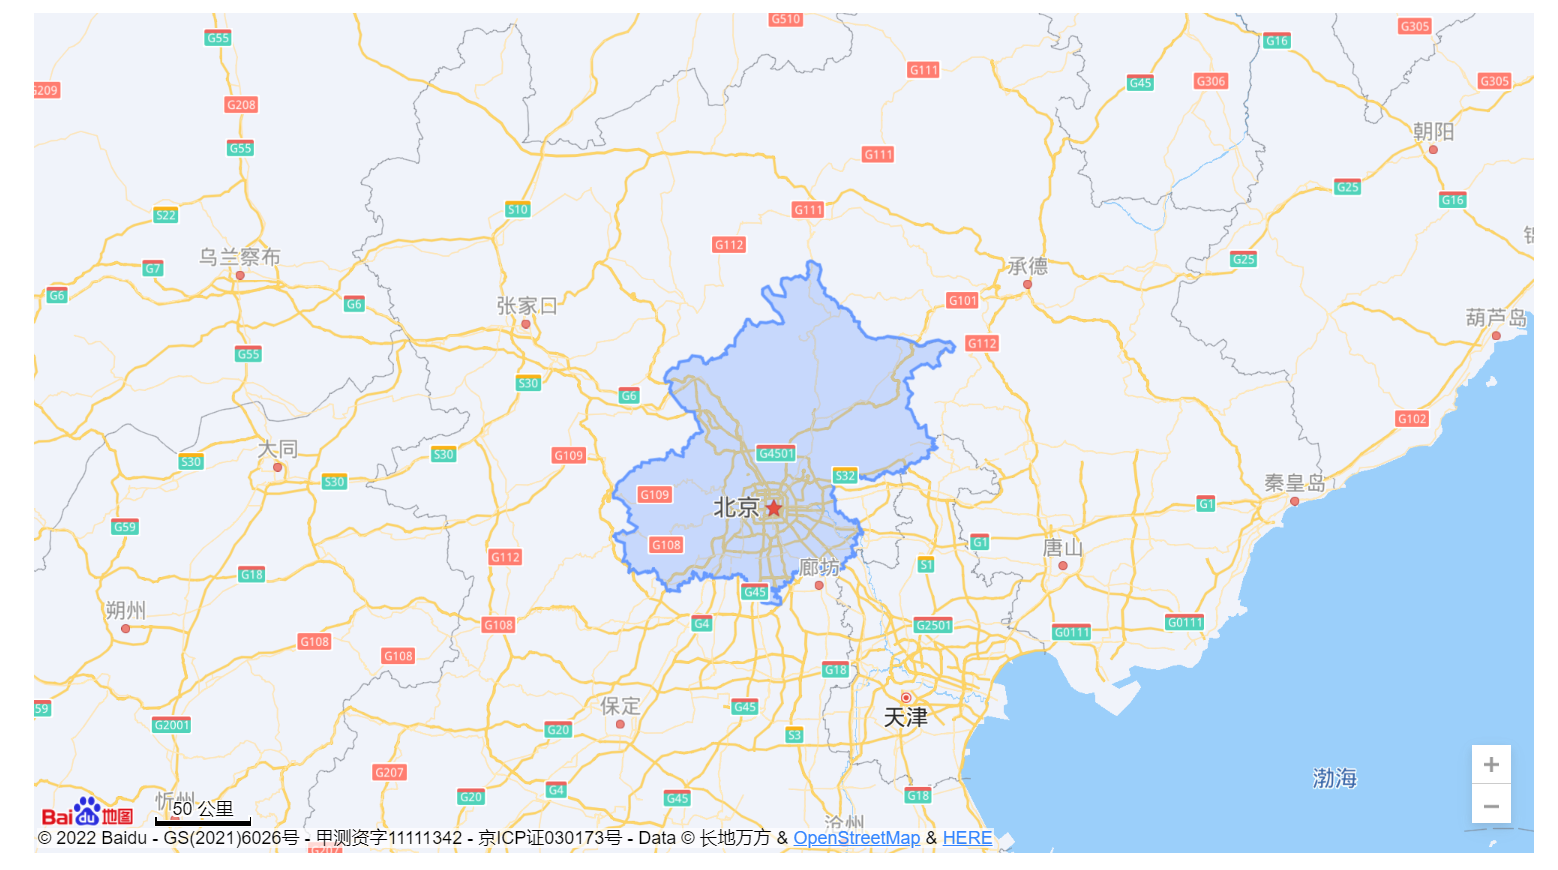 G510
G305
G55
G16
G111
G45
G306
G305
G209
G208
朝阳
G55
G111
G25
G16
S10
G111
S22
G112
乌兰察布
G25
G7
承德
G6
G6
张家口
G101
葫芦岛
G112
G55
S30
G6
G102
大同
S30
G109
G4501
S30
S32
S30
秦皇岛
G109
北京
G1
G59
G108
G1
唐山
G112
廊坊
S1
G18
G45
朔州
G4
G108
G2501
G0111
G0111
G108
G108
G18
保定
G45
59
天津
G2001
G20
S3
G207
渤海
G4
G20
G45
G18
忻州
50 公里
Bai du 地图
沧州
© 2022 Baidu - GS(2021)6026号 - 甲测资字11111342 - 京ICP证030173号 - Data © 长地万方 & OpenStreetMap & HERE
G207